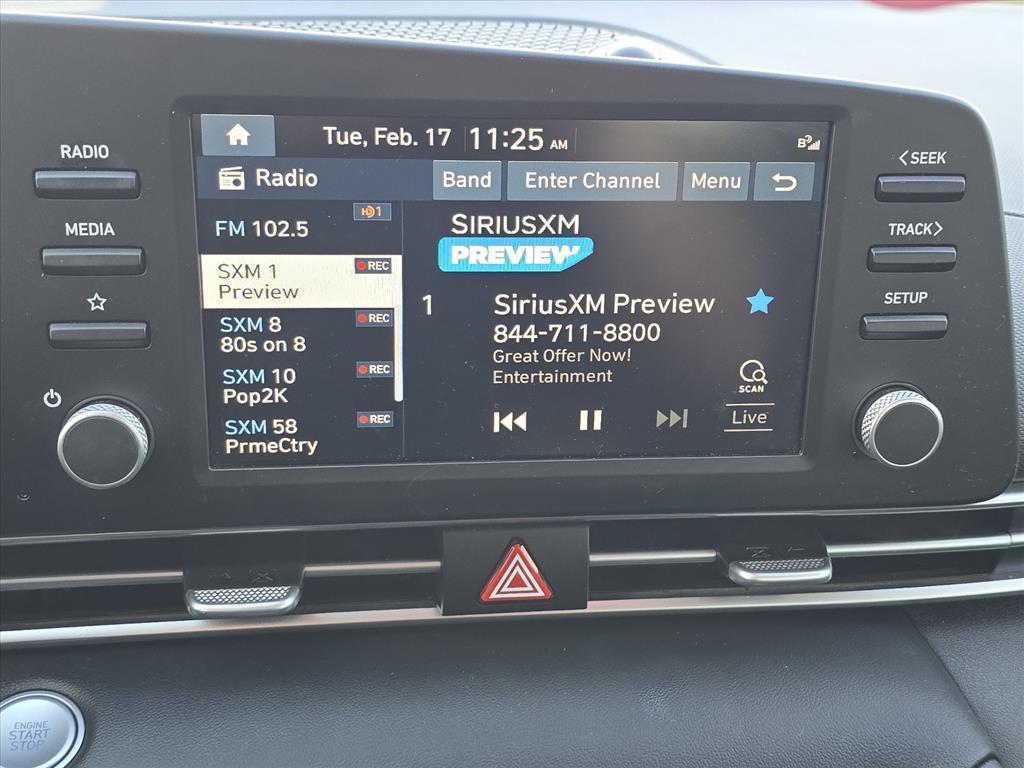 RADIO
MEDIA
Tue, Feb. 17 11:25 AM
B
Radio
Band
Enter Channel
Menu
FM 102.5
HD 1
SXM 1
REC
Preview
SXM 8
REC
80s on 8
SXM 10
REC
Pop2K
SXM 58
REC
PrmeCtry
SIRIUSXM
PREVIEW
1
SiriusXM Preview
844-711-8800
Great Offer Now!
Entertainment
SCAN
Live
<SEEK
TRACK>
SETUP
ENGINE
START
STOP